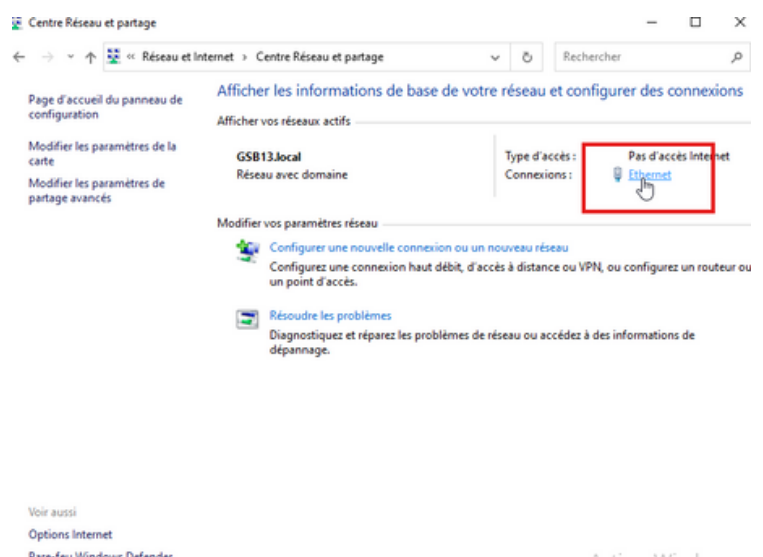 Centre Réseau et partage
« Réseau et Internet › Centre Réseau et partage
Rechercher
Page d'accueil du panneau de
configuration
Modifier les paramètres de la
carte
Modifier les paramètres de
partage avancés
Afficher les informations de base de votre réseau et configurer des connexions
Afficher vos réseaux actifs
GSB13.local
Réseau avec domaine
Type d'accès : Pas d'accès Internet
Connexions : Ethernet
Modifier vos paramètres réseau
Configurer une nouvelle connexion ou un nouveau réseau
Configurez une connexion haut débit, d'accès à distance ou VPN, ou configurez un routeur ou
un point d'accès.
Résoudre les problèmes
Diagnostiquez et réparez les problèmes de réseau ou accédez à des informations de
dépannage.
Voir aussi
Options Internet
Pare-feu Windows Defender